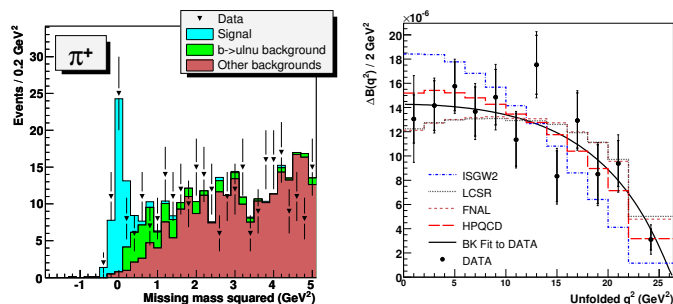 Data
Signal
b->ulnu background
Other backgrounds
π+
Events/ 0.2 GeV²
30
25
20
15
10
5
0
-1 0 1 2 3 4 5
Missing mass squared (GeV²)
×10⁻⁶
ΔB(q²) / 2 GeV²
20
18
16
14
12
10
8
6
4
2
0
ISGW2
LCSR
FNAL
HPQCD
BK Fit to DATA
DATA
0 5 10 15 20 25
Unfolded q² (GeV²)